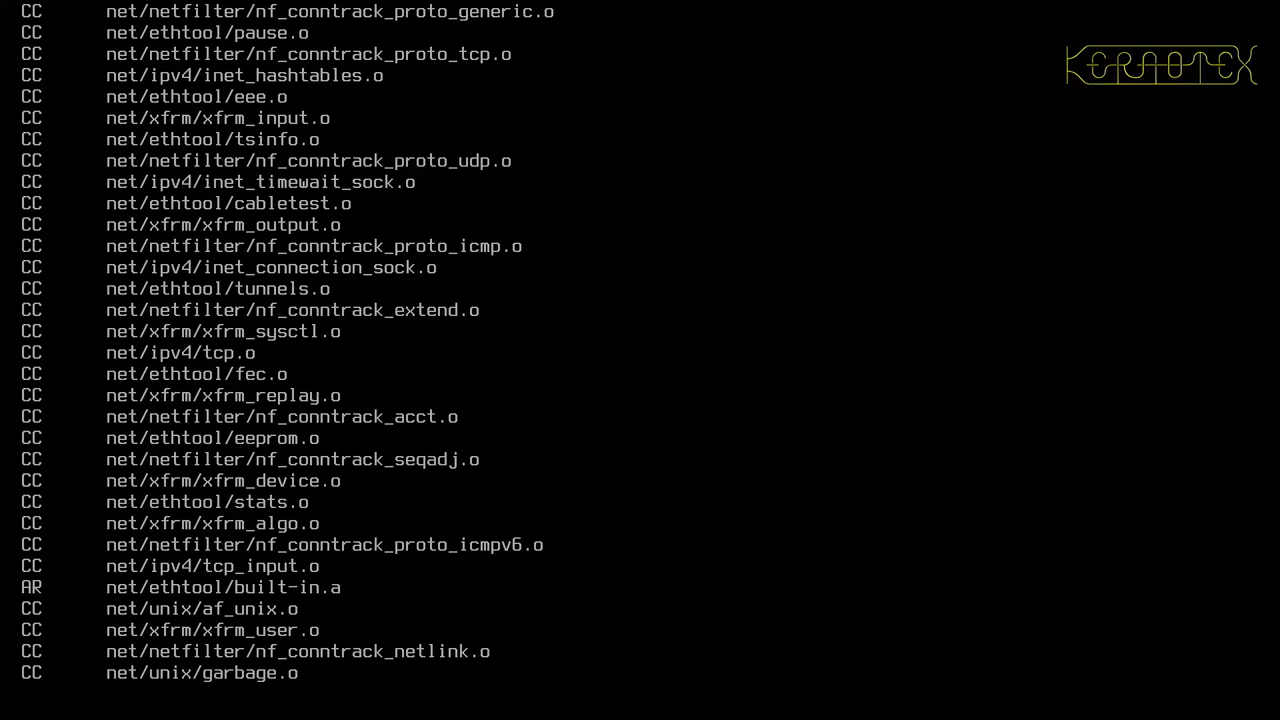 CC      net/netfilter/nf_conntrack_proto_generic.o
CC      net/ethtool/pause.o
CC      net/netfilter/nf_conntrack_proto_tcp.o
CC      net/ipv4/inet_hashtables.o
CC      net/ethtool/eee.o
CC      net/xfrm/xfrm_input.o
CC      net/ethtool/tsinfo.o
CC      net/netfilter/nf_conntrack_proto_udp.o
CC      net/ipv4/inet_timewait_sock.o
CC      net/ethtool/cabletest.o
CC      net/xfrm/xfrm_output.o
CC      net/netfilter/nf_conntrack_proto_icmp.o
CC      net/ipv4/inet_connection_sock.o
CC      net/ethtool/tunnels.o
CC      net/netfilter/nf_conntrack_extend.o
CC      net/xfrm/xfrm_sysctl.o
CC      net/ipv4/tcp.o
CC      net/ethtool/fec.o
CC      net/xfrm/xfrm_replay.o
CC      net/netfilter/nf_conntrack_acct.o
CC      net/ethtool/eeprom.o
CC      net/netfilter/nf_conntrack_seqadj.o
CC      net/xfrm/xfrm_device.o
CC      net/ethtool/stats.o
CC      net/xfrm/xfrm_algo.o
CC      net/netfilter/nf_conntrack_proto_icmpv6.o
CC      net/ipv4/tcp_input.o
AR      net/ethtool/built-in.a
CC      net/unix/af_unix.o
CC      net/xfrm/xfrm_user.o
CC      net/netfilter/nf_conntrack_netlink.o
CC      net/unix/garbage.o